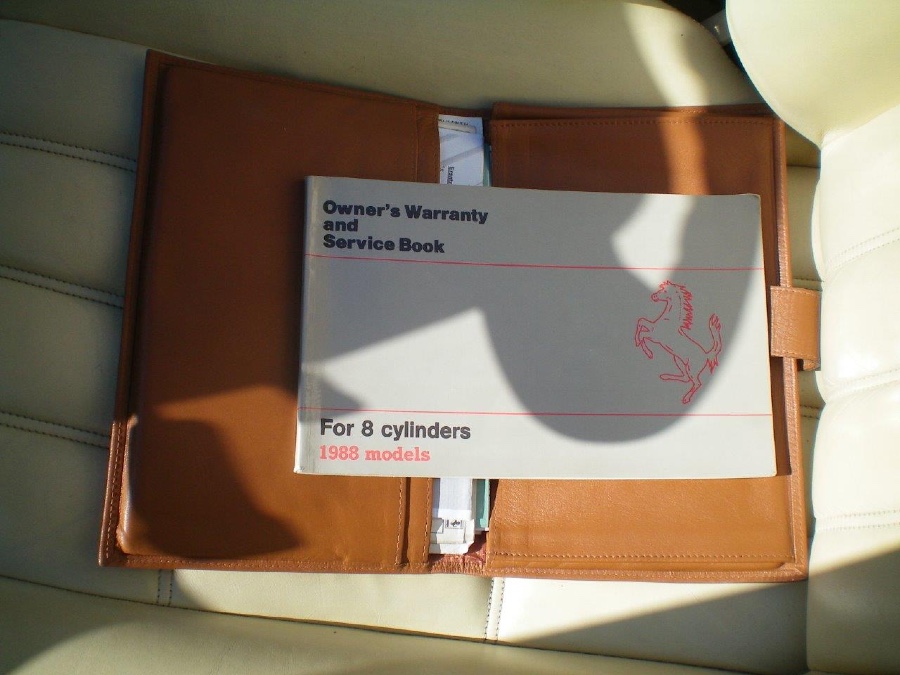 Owner's Warranty
and
Service Book
For 8 cylinders
1988 models